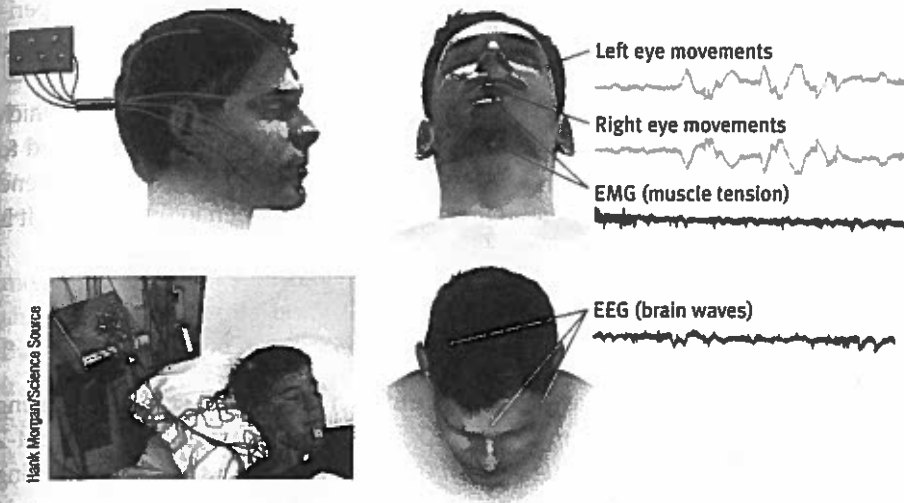 Left eye movements
Right eye movements
EMG (muscle tension)
EEG (brain waves)
Hank Morgan/Science Source